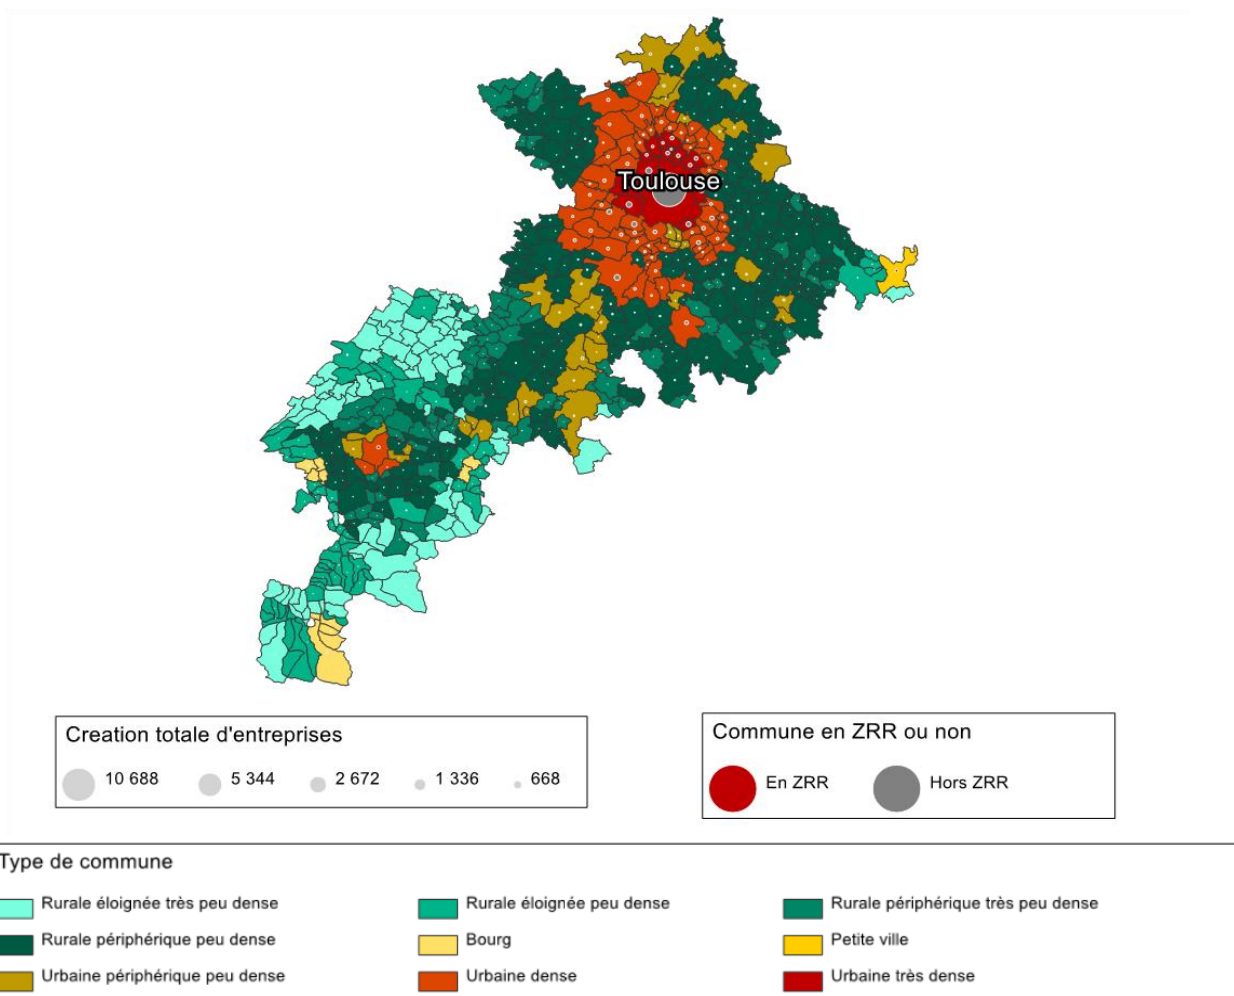 Toulouse
Creation totale d'entreprises
10 688 5 344 2 672 1 336 668
Commune en ZRR ou non
En ZRR Hors ZRR
Type de commune
Rurale éloignée très peu dense Rurale éloignée peu dense Rurale périphérique très peu dense
Rurale périphérique peu dense Bourg Petite ville
Urbaine périphérique peu dense Urbaine dense Urbaine très dense